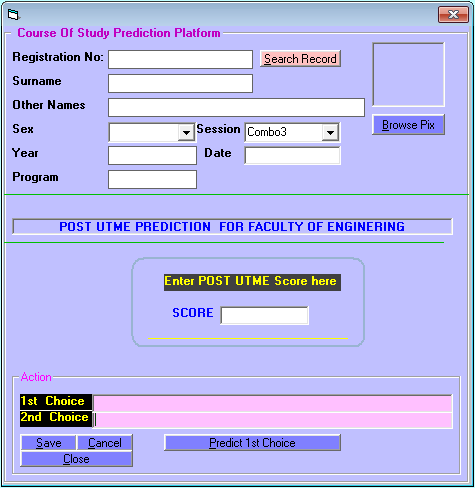 Course Of Study Prediction Platform
Registration No:
Search Record
Surname
Other Names
Browse Pix
Sex
Session
Combo3
Year
Date
Program
POST UTME PREDICTION FOR FACULTY OF ENGINERING
Enter POST UTME Score here
SCORE
Action
1st Choice
2nd Choice
Save
Cancel
Predict 1st Choice
Close